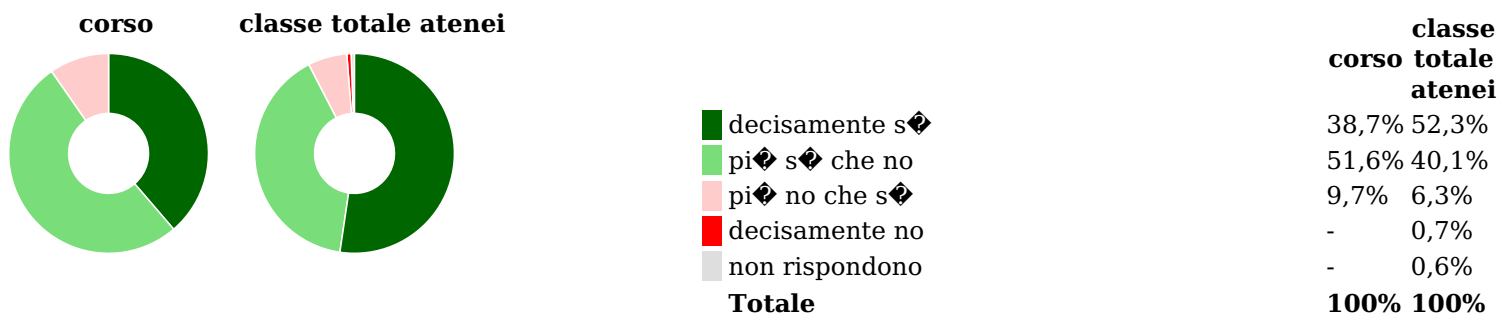 corso classe totale atenei
corso classe totale atenei
decisamente s� 38,7% 52,3%
pi� s� che no 51,6% 40,1%
pi� no che s� 9,7% 6,3%
decisamente no - 0,7%
non rispondono - 0,6%
Totale 100% 100%